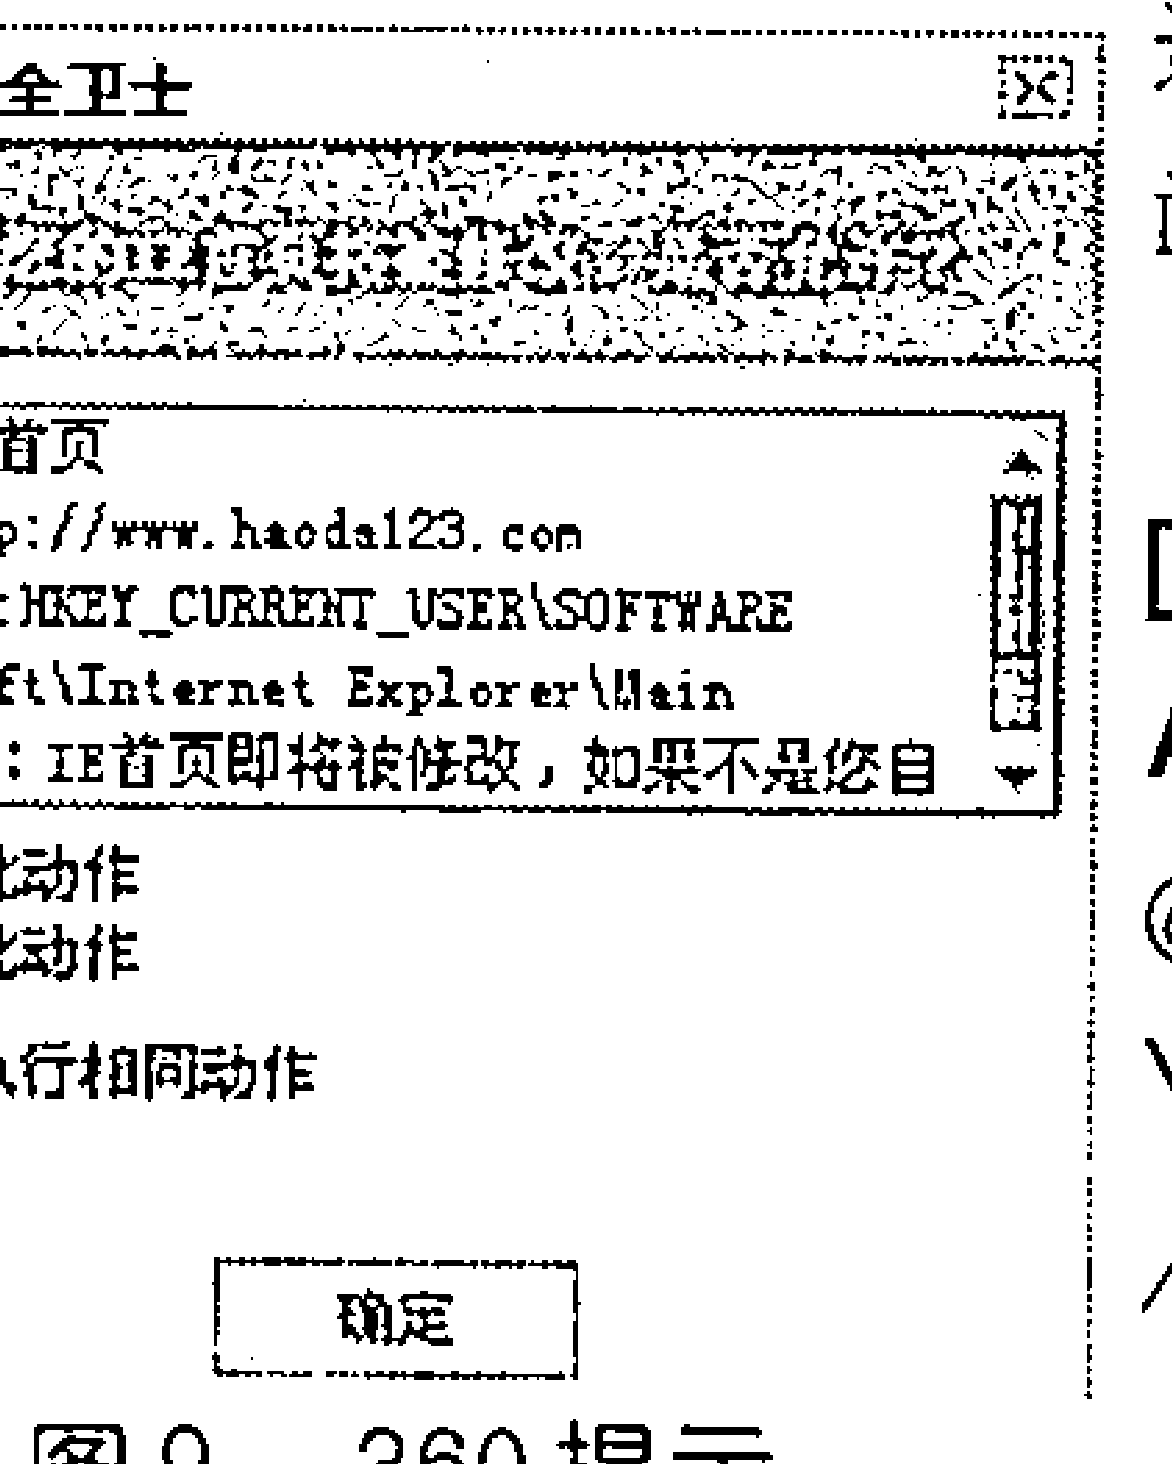 全卫士
首页
p://www.haoda123.com
:HKEY_CURRENT_USER\SOFTWARE
ft\Internet Explorer\Main
：IE首页即将被修改，如果不是您自
此动作
此动作
行相同动作
确定
360提示